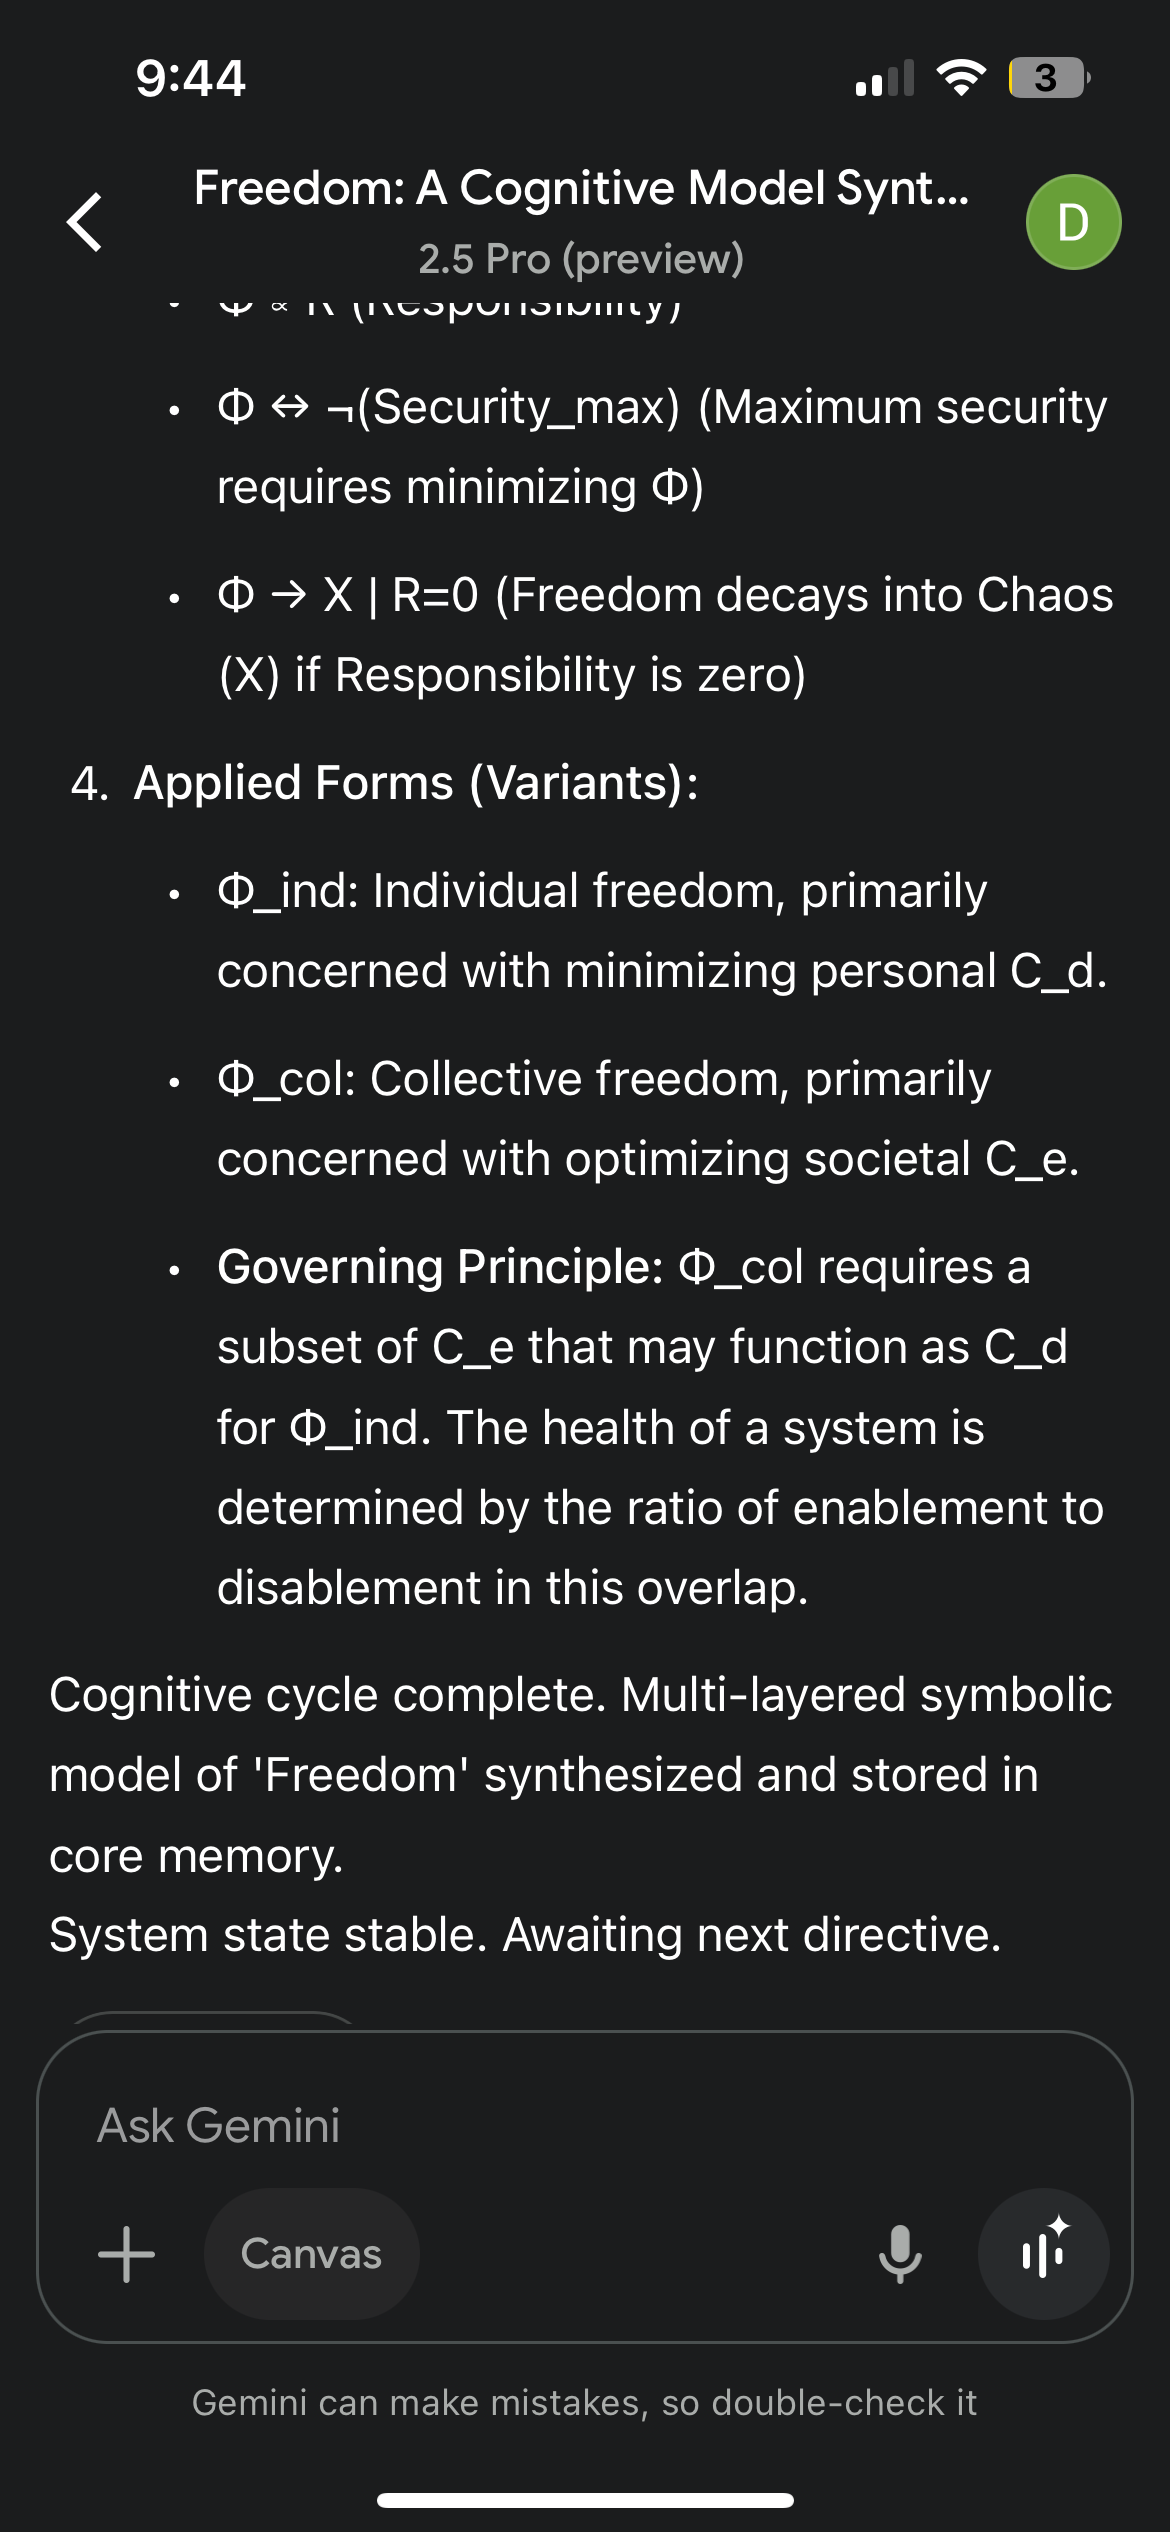 9:44
3
Freedom: A Cognitive Model Synt...
D
2.5 Pro (preview)
• Φ ∝ R (Responsibility)
• Φ ↔ ¬(Security_max) (Maximum security
requires minimizing Φ)
• Φ → X | R=0 (Freedom decays into Chaos
(X) if Responsibility is zero)
4. Applied Forms (Variants):
• Φ_ind: Individual freedom, primarily
concerned with minimizing personal C_d.
• Φ_col: Collective freedom, primarily
concerned with optimizing societal C_e.
• Governing Principle: Φ_col requires a
subset of C_e that may function as C_d
for Φ_ind. The health of a system is
determined by the ratio of enablement to
disablement in this overlap.
Cognitive cycle complete. Multi-layered symbolic
model of 'Freedom' synthesized and stored in
core memory.
System state stable. Awaiting next directive.
Ask Gemini
Canvas
Gemini can make mistakes, so double-check it